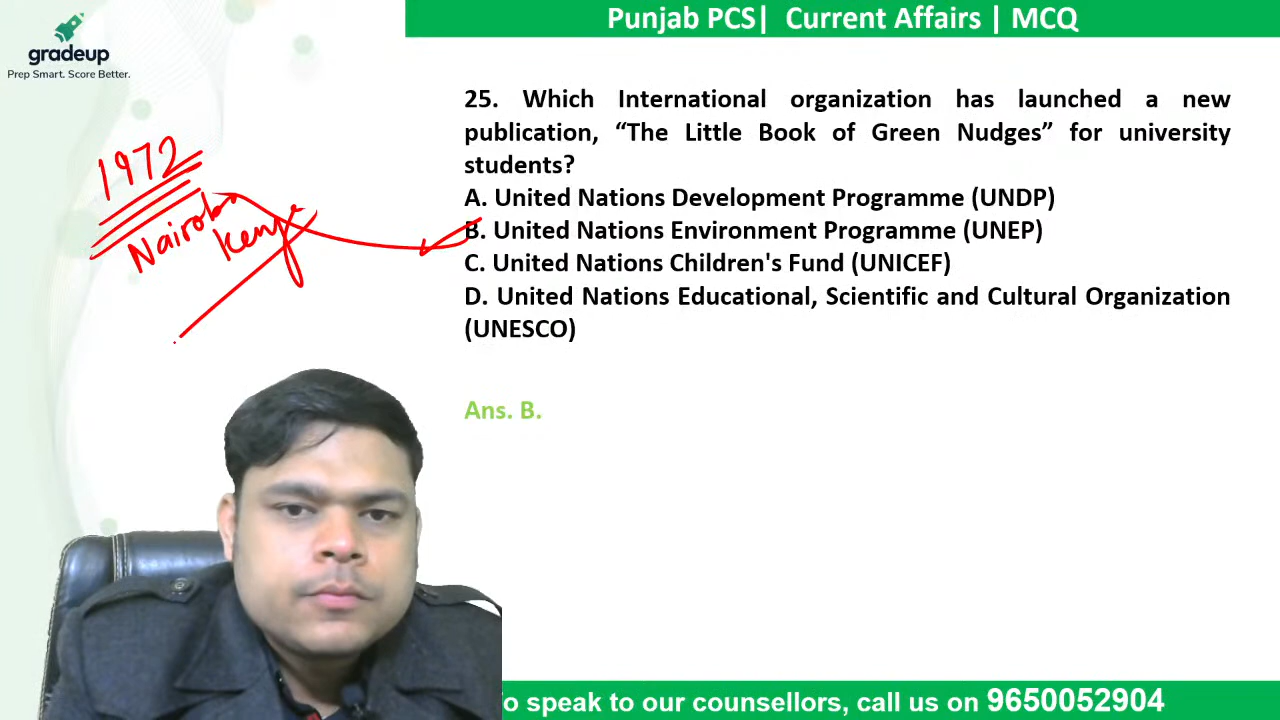 gradeup
Prep Smart. Score Better.
Punjab PCS| Current Affairs | MCQ
25. Which International organization has launched a new
publication, “The Little Book of Green Nudges” for university
students?
A. United Nations Development Programme (UNDP)
B. United Nations Environment Programme (UNEP)
C. United Nations Children's Fund (UNICEF)
D. United Nations Educational, Scientific and Cultural Organization
(UNESCO)
Ans. B.
1972
Nairobi
Kenya
To speak to our counsellors, call us on 9650052904